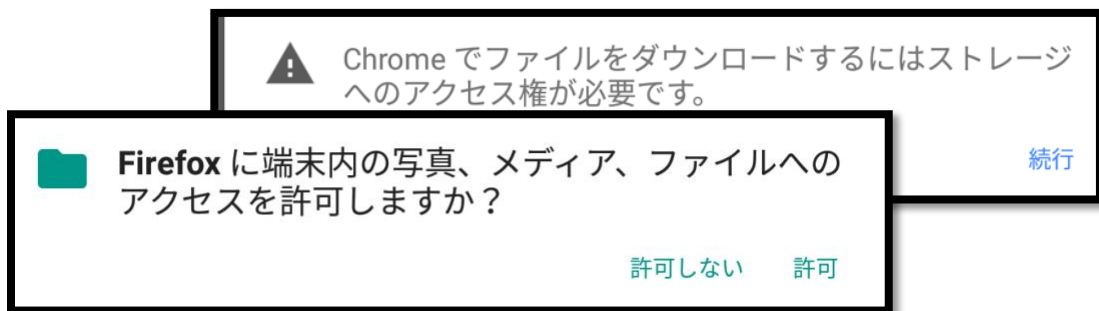 Chrome でファイルをダウンロードするにはストレージ
へのアクセス権が必要です。
続行
Firefox に端末内の写真、メディア、ファイルへの
アクセスを許可しますか？
許可しない 許可